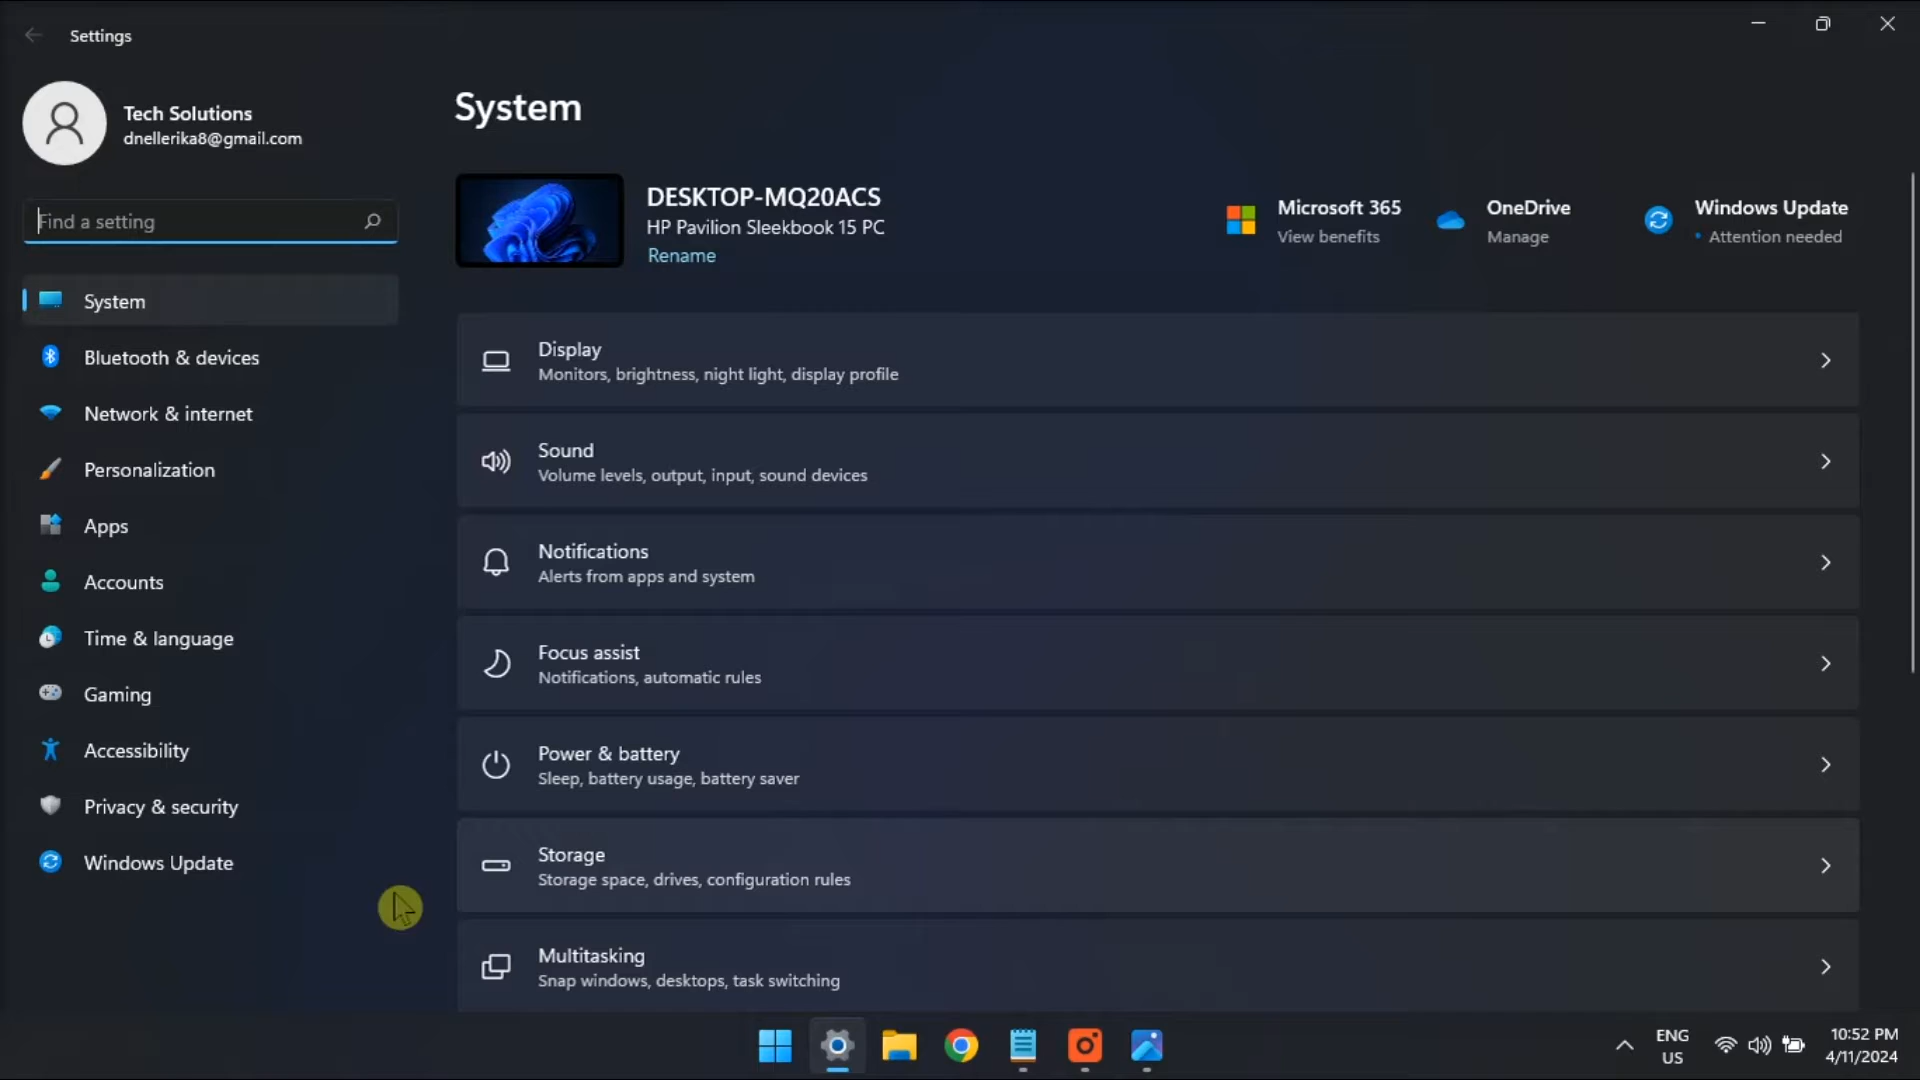 Settings
Tech Solutions
dnellerika8@gmail.com
Find a setting
System
Bluetooth & devices
Network & internet
Personalization
Apps
Accounts
Time & language
Gaming
Accessibility
Privacy & security
Windows Update
System
DESKTOP-MQ20ACS
HP Pavilion Sleekbook 15 PC
Rename
Microsoft 365
View benefits
OneDrive
Manage
Windows Update
• Attention needed
Display
Monitors, brightness, night light, display profile
Sound
Volume levels, output, input, sound devices
Notifications
Alerts from apps and system
Focus assist
Notifications, automatic rules
Power & battery
Sleep, battery usage, battery saver
Storage
Storage space, drives, configuration rules
Multitasking
Snap windows, desktops, task switching
ENG
US
10:52 PM
4/11/2024